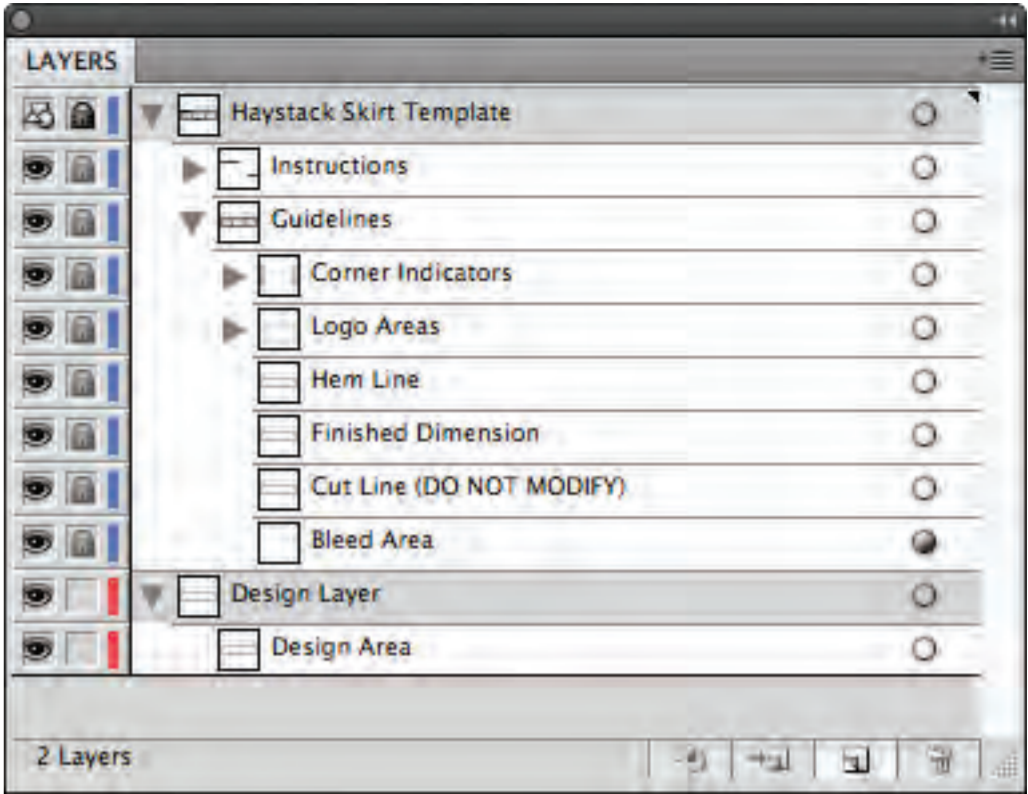 LAYERS
Haystack Skirt Template
Instructions
Guidelines
Corner Indicators
Logo Areas
Hem Line
Finished Dimension
Cut Line (DO NOT MODIFY)
Bleed Area
Design Layer
Design Area
2 Layers